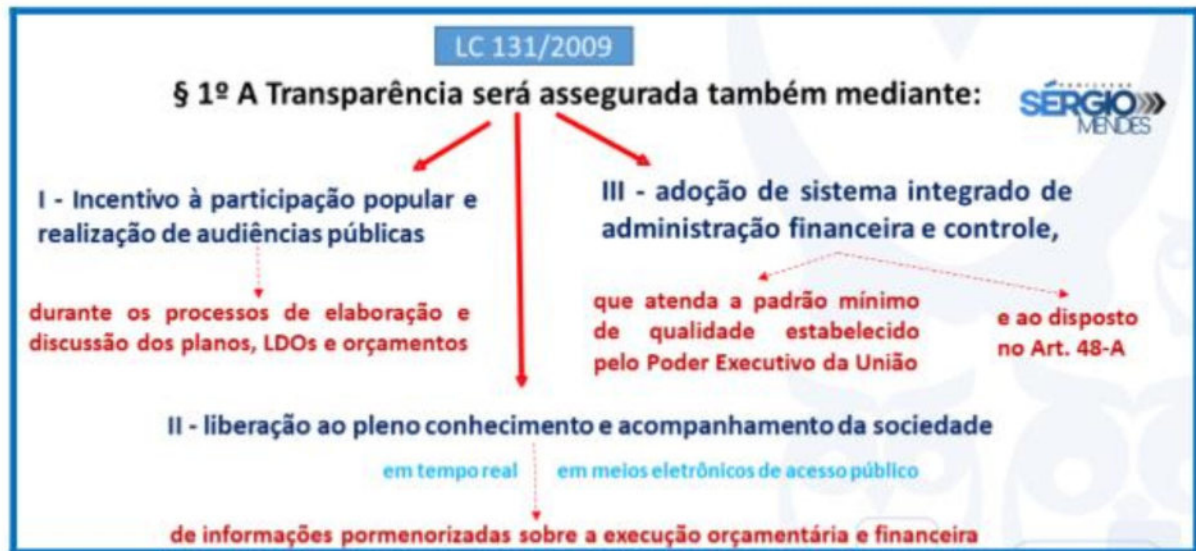 LC 131/2009
§ 1º A Transparência será assegurada também mediante:
PROFESSOR
SÉRGIO
MENDES
I - Incentivo à participação popular e
realização de audiências públicas
durante os processos de elaboração e
discussão dos planos, LDOs e orçamentos
III - adoção de sistema integrado de
administração financeira e controle,
que atenda a padrão mínimo
de qualidade estabelecido
pelo Poder Executivo da União
e ao disposto
no Art. 48-A
II - liberação ao pleno conhecimento e acompanhamento da sociedade
em tempo real
em meios eletrônicos de acesso público
de informações pormenorizadas sobre a execução orçamentária e financeira